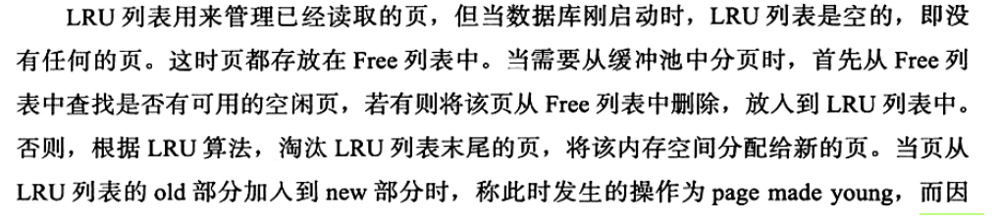 LRU 列表用来管理已经读取的页，但当数据库刚启动时，LRU 列表是空的，即没
有任何的页。这时页都存放在 Free 列表中。当需要从缓冲池中分页时，首先从 Free 列
表中查找是否有可用的空闲页，若有则将该页从 Free 列表中删除，放入到 LRU 列表中。
否则，根据 LRU 算法，淘汰 LRU 列表末尾的页，将该内存空间分配给新的页。当页从
LRU 列表的 old 部分加入到 new 部分时，称此时发生的操作为 page made young，而因